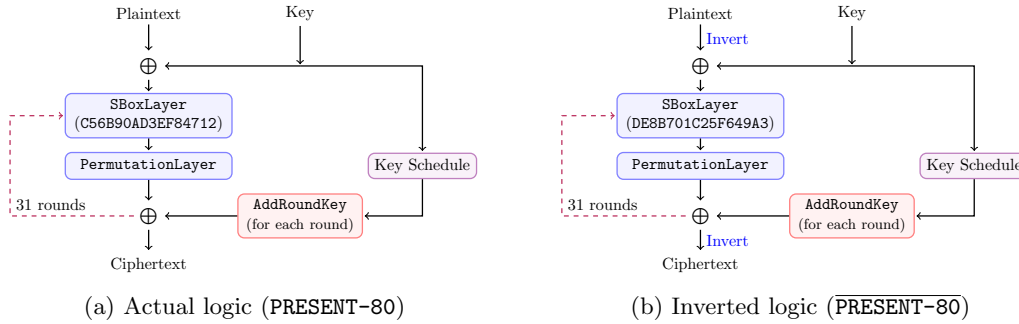 Plaintext
Key
SBoxLayer
(C56B90AD3EF84712)
PermutationLayer
Key Schedule
31 rounds
AddRoundKey
(for each round)
Ciphertext
(a) Actual logic (PRESENT-80)
Plaintext
Key
Invert
SBoxLayer
(DE8B701C25F649A3)
PermutationLayer
Key Schedule
31 rounds
AddRoundKey
(for each round)
Invert
Ciphertext
(b) Inverted logic (PRESENT-80)